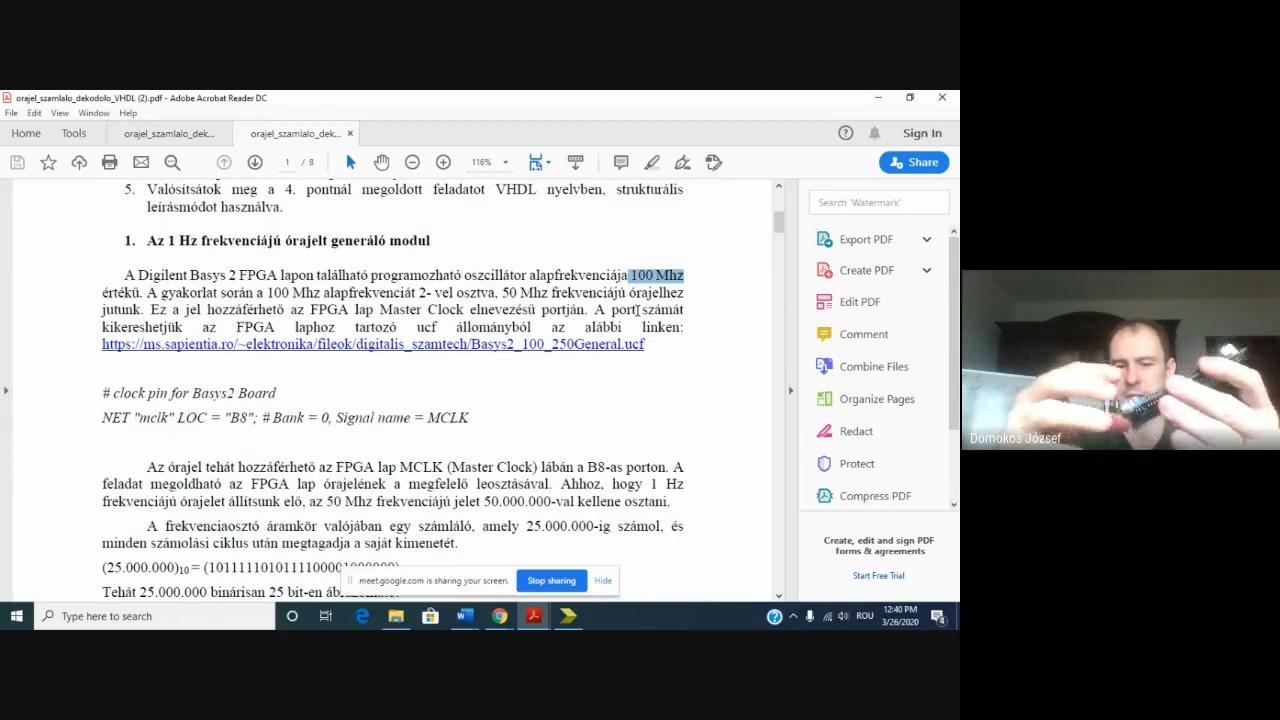 orajel_szamlalo_dekodolo_VHDL (2).pdf - Adobe Acrobat Reader DC
File Edit View Window Help
Home Tools orajel_szamlalo_dek... orajel_szamlalo_dek... × Sign In
1 / 8 116% Share
5. Valósítsátok meg a 4. pontnál megoldott feladatot VHDL nyelvben, strukturális
leírásmódot használva.
1. Az 1 Hz frekvenciájú órajelt generáló modul
A Digilent Basys 2 FPGA lapon található programozható oszcillátor alapfrekvenciája 100 Mhz
értékű. A gyakorlat során a 100 Mhz alapfrekvenciát 2- vel osztva, 50 Mhz frekvenciájú órajelhez
jutunk. Ez a jel hozzáférhető az FPGA lap Master Clock elnevezésű portján. A port számát
kikereshetjük az FPGA laphoz tartozó ucf állományból az alábbi linken:
https://ms.sapientia.ro/~elektronika/fileok/digitalis_szamtech/Basys2_100_250General.ucf
# clock pin for Basys2 Board
NET "mclk" LOC = "B8"; # Bank = 0, Signal name = MCLK
Az órajel tehát hozzáférhető az FPGA lap MCLK (Master Clock) lábán a B8-as porton. A
feladat megoldható az FPGA lap órajelének a megfelelő leosztásával. Ahhoz, hogy 1 Hz
frekvenciájú órajelet állítsunk elő, az 50 Mhz frekvenciájú jelet 50.000.000-val kellene osztani.
A frekvenciaosztó áramkör valójában egy számláló, amely 25.000.000-ig számol, és
minden számolási ciklus után megtagadja a saját kimenetét.
(25.000.000)10 =
Tehát 25.000.000 binárisan 25 bit-en
meet.google.com is sharing your screen. Stop sharing Hide
Search 'Watermark'
Export PDF
Create PDF
Edit PDF
Comment
Combine Files
Organize Pages
Redact
Protect
Compress PDF
Create, edit and sign PDF
forms & agreements
Start Free Trial
Domokos József
Type here to search
ROU
12:40 PM
3/26/2020
4